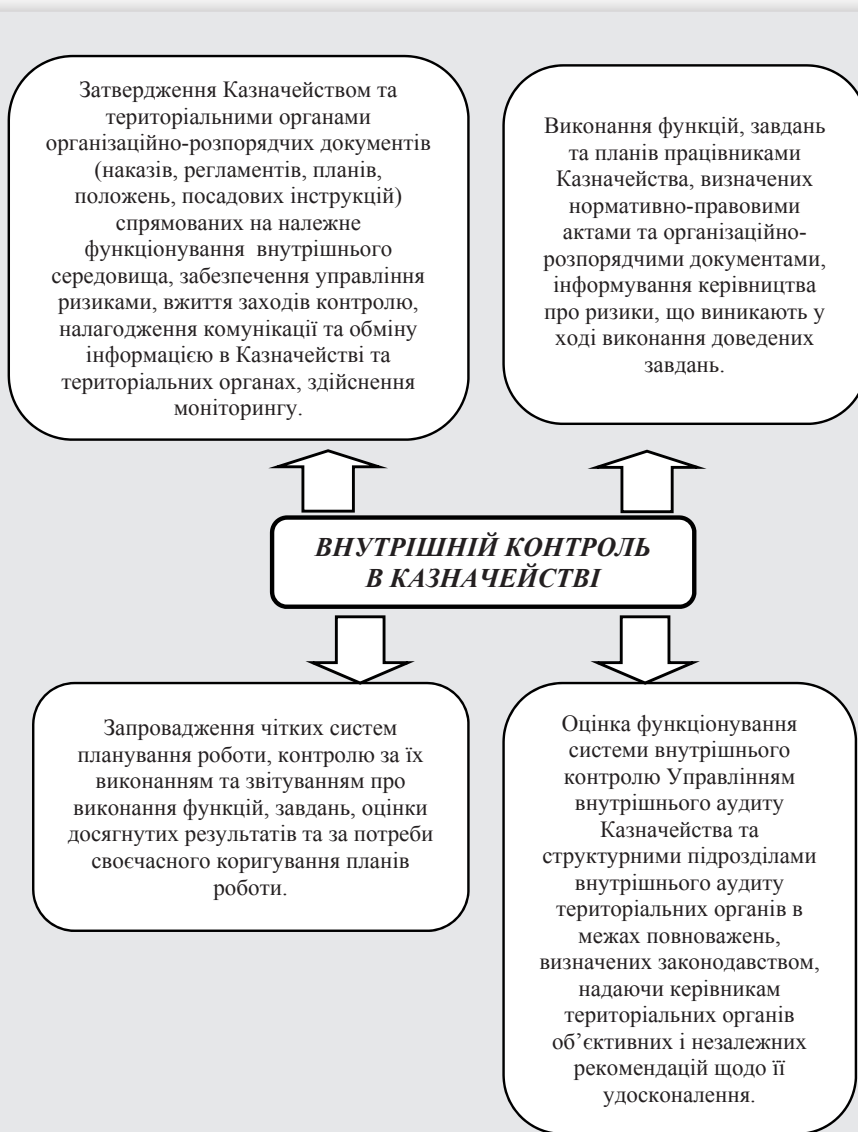 Затвердження Казначейством та
територіальними органами
організаційно-розпорядчих документів
(наказів, регламентів, планів,
положень, посадових інструкцій)
спрямованих на належне
функціонування внутрішнього
середовища, забезпечення управління
ризиками, вжиття заходів контролю,
налагодження комунікації та обміну
інформацією в Казначействі та
територіальних органах, здійснення
моніторингу.
Виконання функцій, завдань
та планів працівниками
Казначейства, визначених
нормативно-правовими
актами та організаційно-
розпорядчими документами,
інформування керівництва
про ризики, що виникають у
ході виконання доведених
завдань.
ВНУТРІШНІЙ КОНТРОЛЬ
В КАЗНАЧЕЙСТВІ
Запровадження чітких систем
планування роботи, контролю за їх
виконанням та звітуванням про
виконання функцій, завдань, оцінки
досягнутих результатів та за потреби
своєчасного коригування планів
роботи.
Оцінка функціонування
системи внутрішнього
контролю Управлінням
внутрішнього аудиту
Казначейства та
структурними підрозділами
внутрішнього аудиту
територіальних органів в
межах повноважень,
визначених законодавством,
надаючи керівникам
територіальних органів
об’єктивних і незалежних
рекомендацій щодо її
удосконалення.